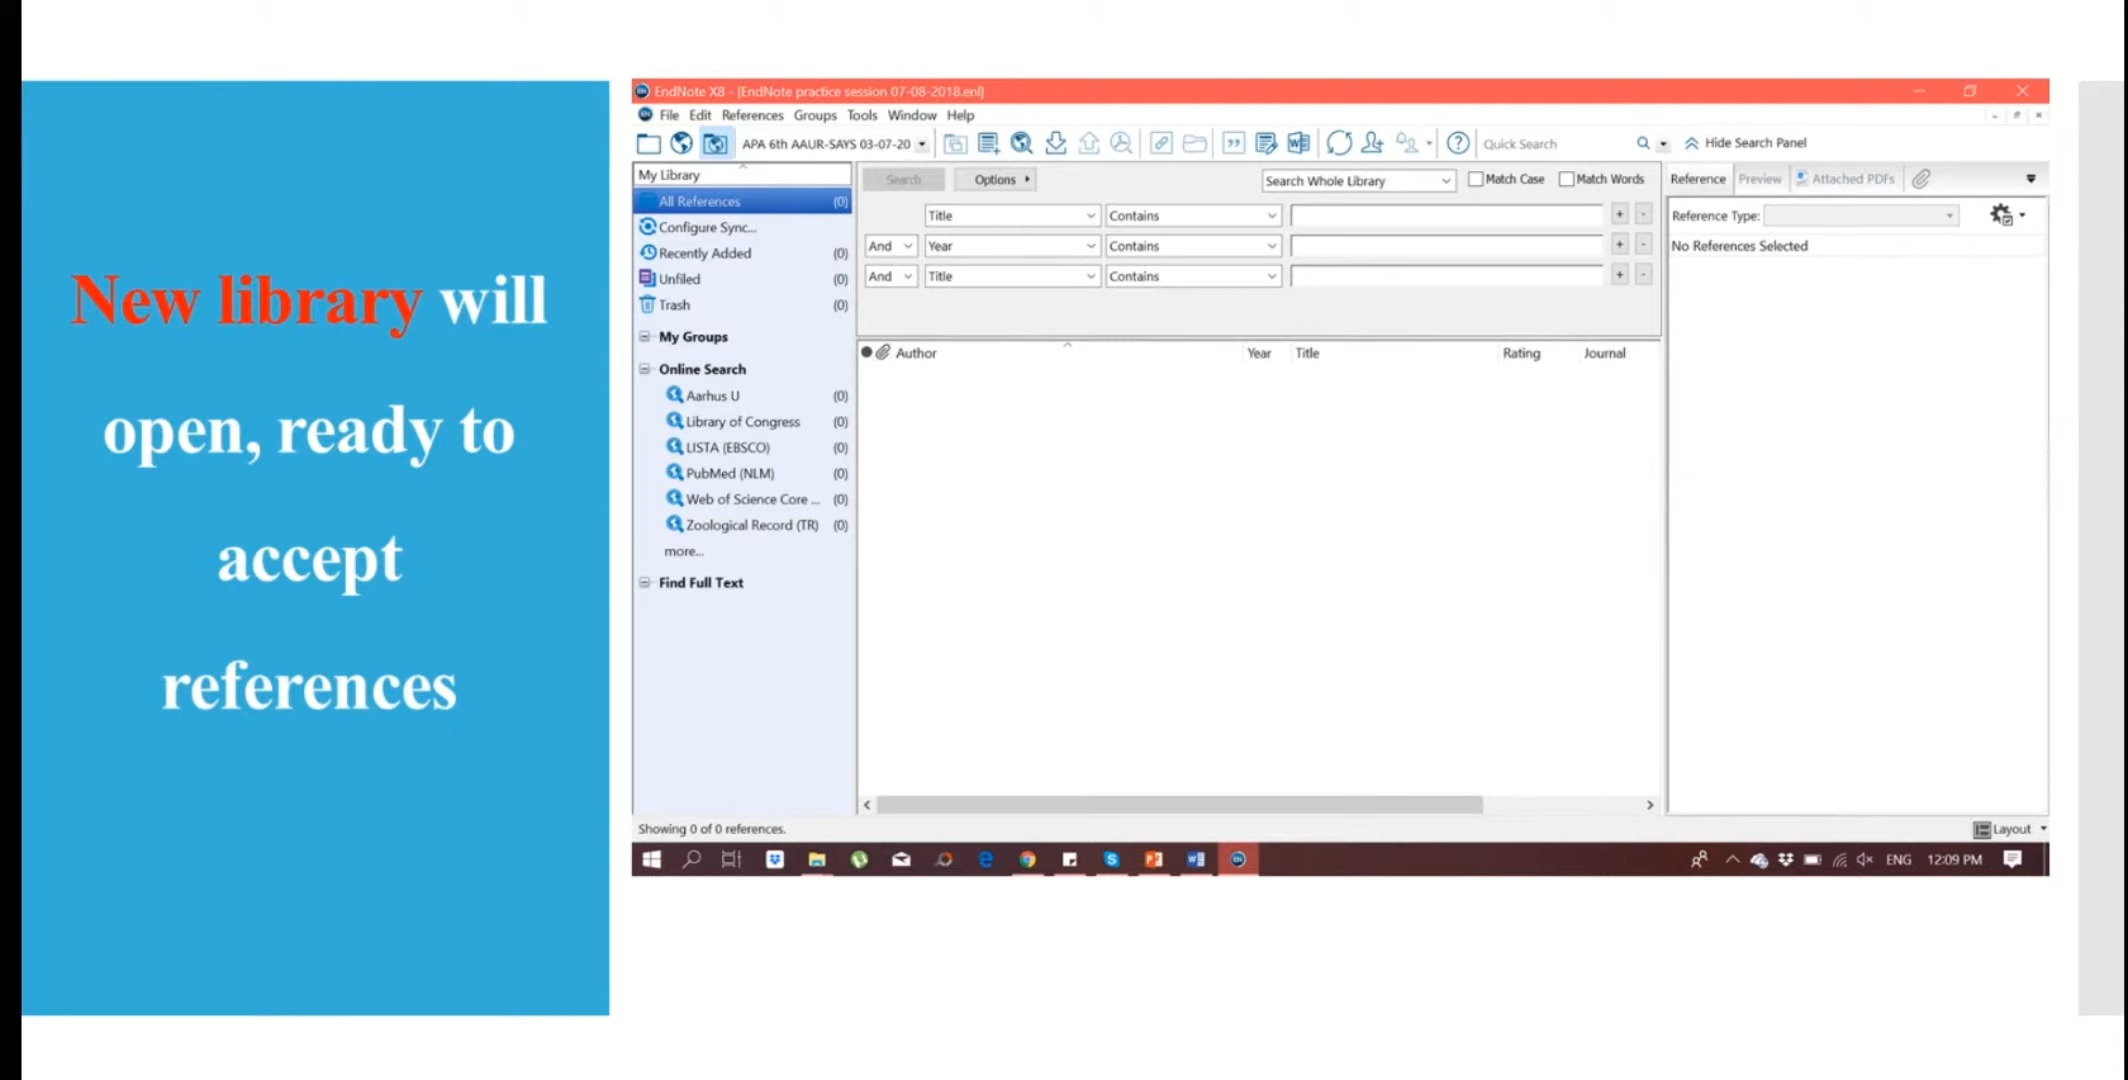 New library will
open, ready to
accept
references
EndNote X8 - [EndNote practice session 07-08-2018.enl]
File Edit References Groups Tools Window Help
APA 6th AAUR-SAYS 03-07-20
Quick Search
Hide Search Panel
My Library
All References (0)
Configure Sync...
Recently Added (0)
Unfiled (0)
Trash (0)
My Groups
Online Search
Aarhus U (0)
Library of Congress (0)
LISTA (EBSCO) (0)
PubMed (NLM) (0)
Web of Science Core ... (0)
Zoological Record (TR) (0)
more...
Find Full Text
Search Options Search Whole Library Match Case Match Words
Title Contains + -
And Year Contains + -
And Title Contains + -
Author Year Title Rating Journal
Reference Preview Attached PDFs
Reference Type:
No References Selected
Showing 0 of 0 references.
Layout
ENG 12:09 PM